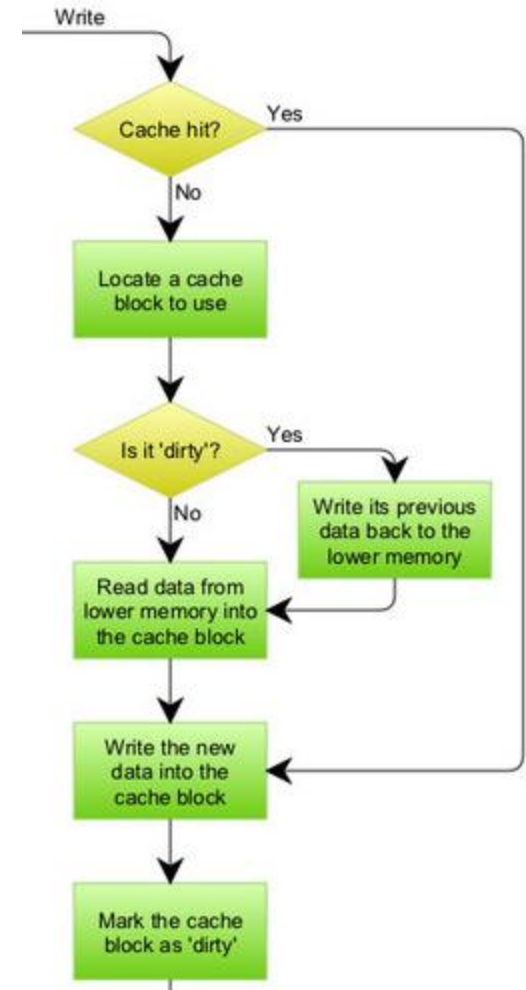 Write
Cache hit?
Yes
No
Locate a cache
block to use
Is it 'dirty'?
Yes
No
Write its previous
data back to the
lower memory
Read data from
lower memory into
the cache block
Write the new
data into the
cache block
Mark the cache
block as 'dirty'